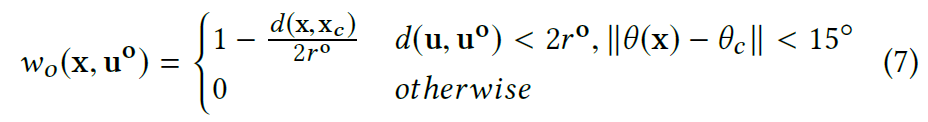 w_o(𝐱, 𝐮^𝐨) = { 1 − d(𝐱,𝐱_c)/2r^𝐨    d(𝐮, 𝐮^𝐨) < 2r^𝐨, ‖θ(𝐱) − θ_c‖ < 15°
0    otherwise    (7)